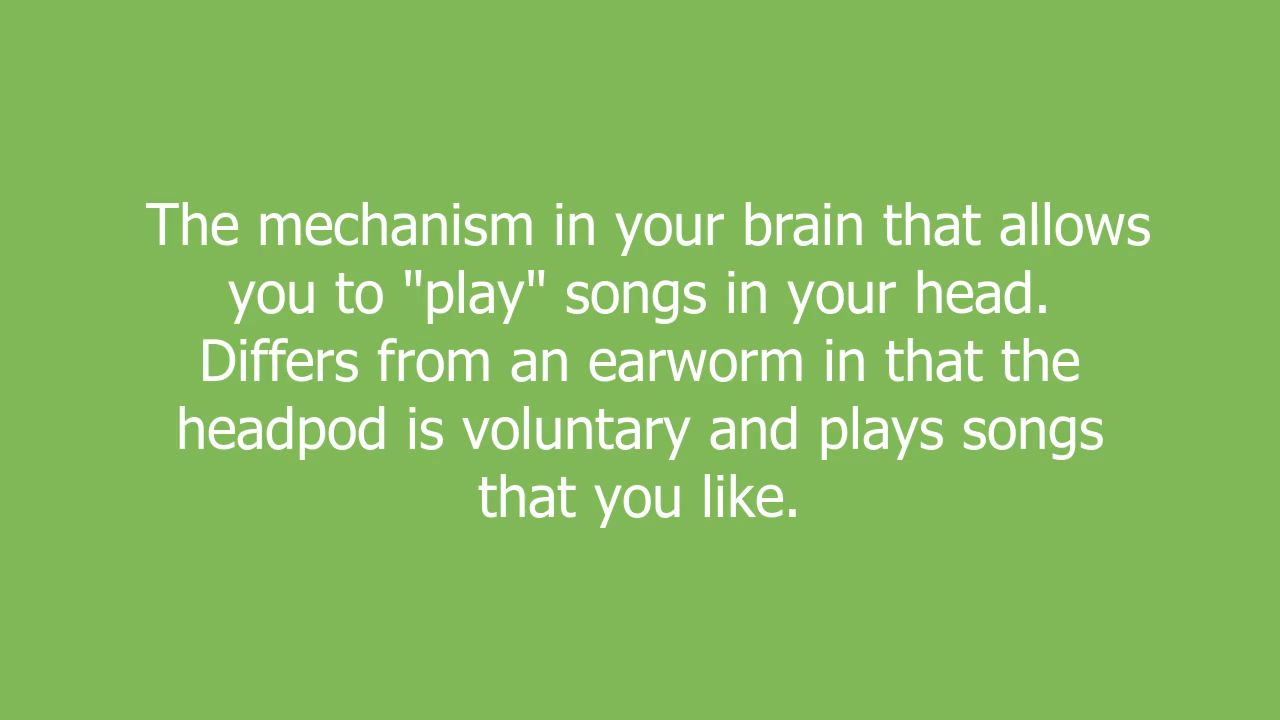 The mechanism in your brain that allows
you to "play" songs in your head.
Differs from an earworm in that the
headpod is voluntary and plays songs
that you like.